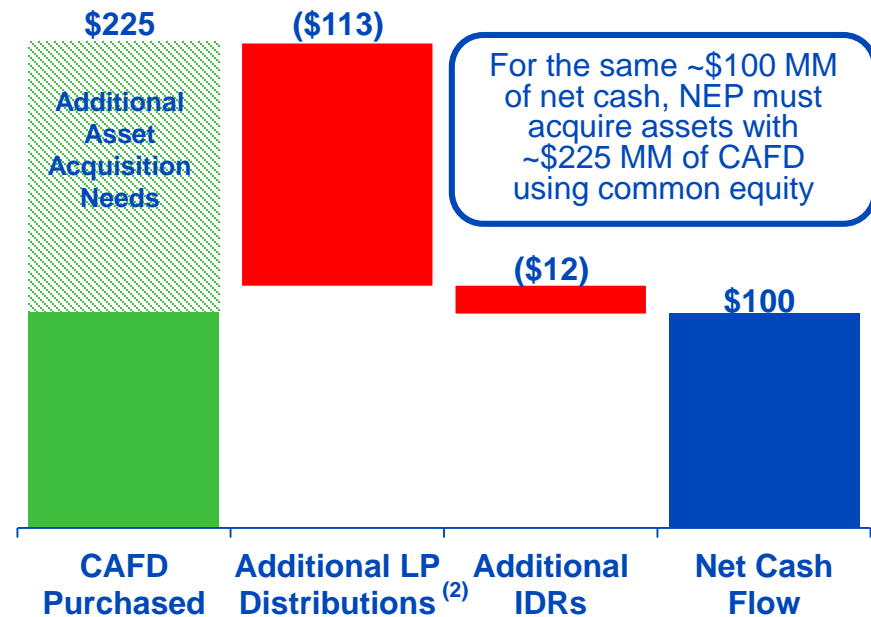 $225
($113)
Additional
Asset
Acquisition
Needs
For the same ~$100 MM
of net cash, NEP must
acquire assets with
~$225 MM of CAFD
using common equity
($12)
$100
CAFD
Purchased
Additional LP
Distributions (2)
Additional
IDRs
Net Cash
Flow